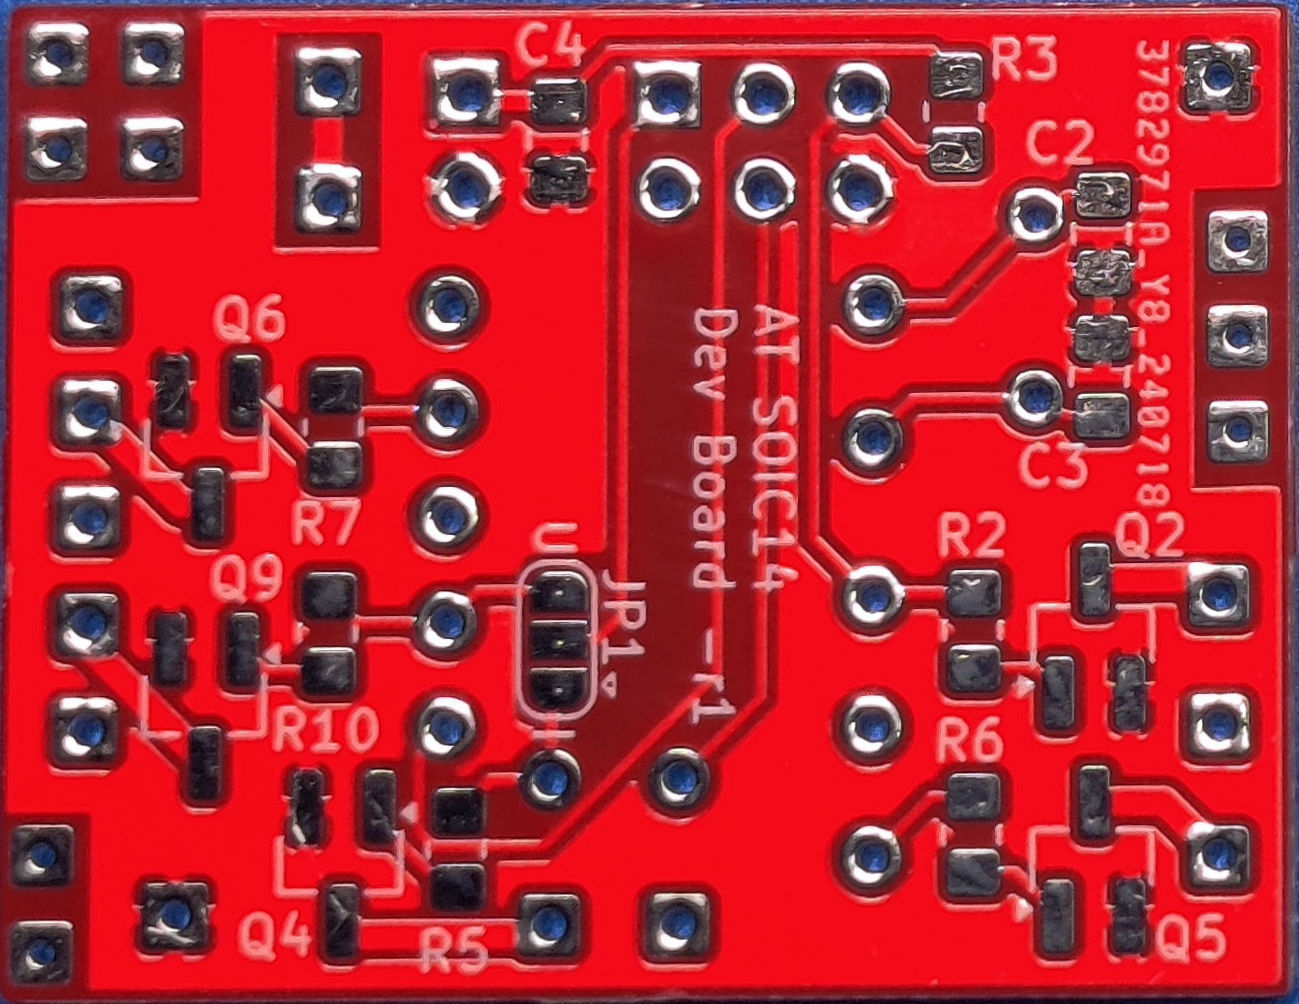 C4
R3
C2
3782971A_Y8_240718
Q6
AT SOIC14
Dev Board -r1
C3
R7
U
R2
Q2
Q9
JP1
R10
I
R6
Q4
R5
Q5